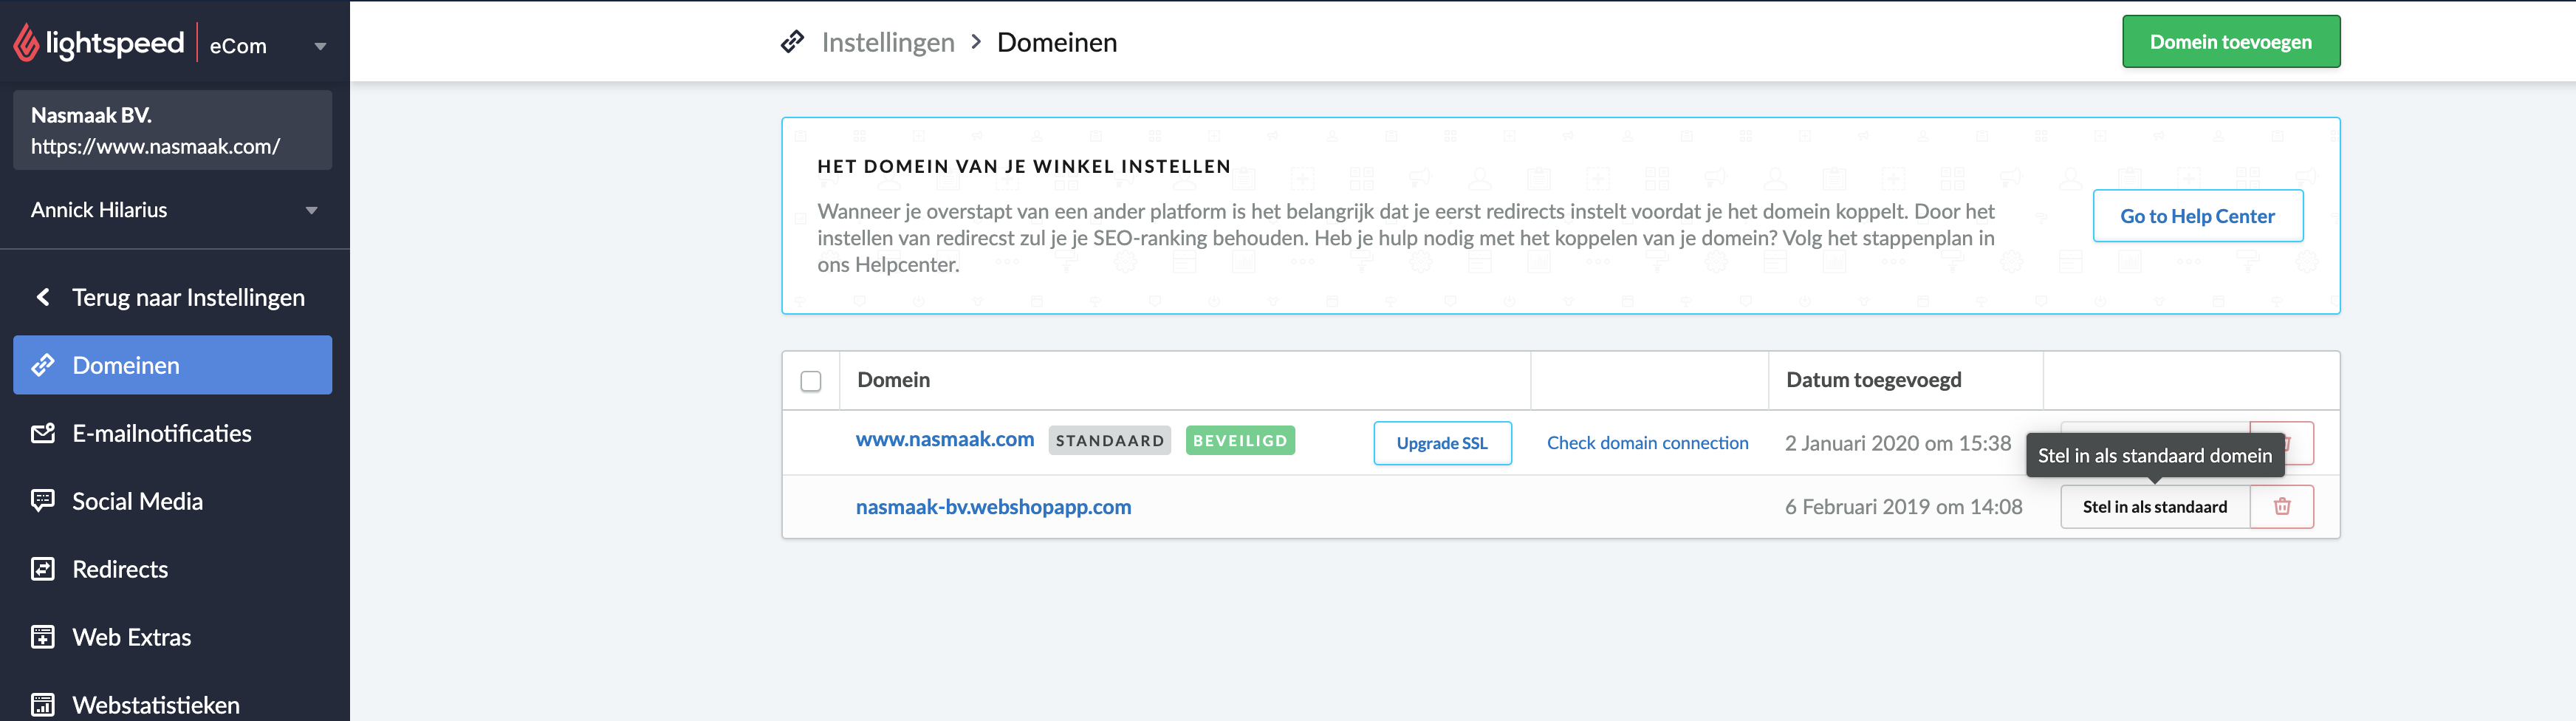 lightspeed eCom
Nasmaak BV.
https://www.nasmaak.com/
Annick Hilarius
Terug naar Instellingen
Domeinen
E-mailnotificaties
Social Media
Redirects
Web Extras
Webstatistieken
Instellingen > Domeinen
Domein toevoegen
HET DOMEIN VAN JE WINKEL INSTELLEN
Wanneer je overstapt van een ander platform is het belangrijk dat je eerst redirects instelt voordat je het domein koppelt. Door het
instellen van redirecst zul je je SEO-ranking behouden. Heb je hulp nodig met het koppelen van je domein? Volg het stappenplan in
ons Helpcenter.
Go to Help Center
Domein Datum toegevoegd
www.nasmaak.com STANDAARD BEVEILIGD Upgrade SSL Check domain connection 2 Januari 2020 om 15:38
Stel in als standaard domein
nasmaak-bv.webshopapp.com 6 Februari 2019 om 14:08 Stel in als standaard